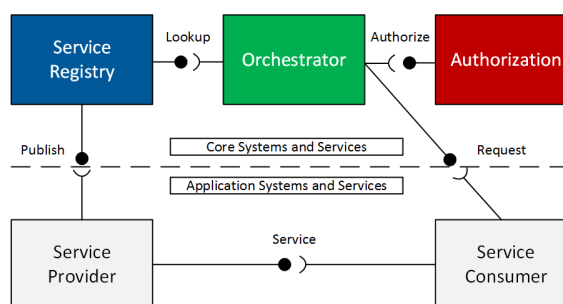 Lookup
Authorize
Service
Registry
Orchestrator
Authorization
Publish
Core Systems and Services
Request
Application Systems and Services
Service
Provider
Service
Service
Consumer